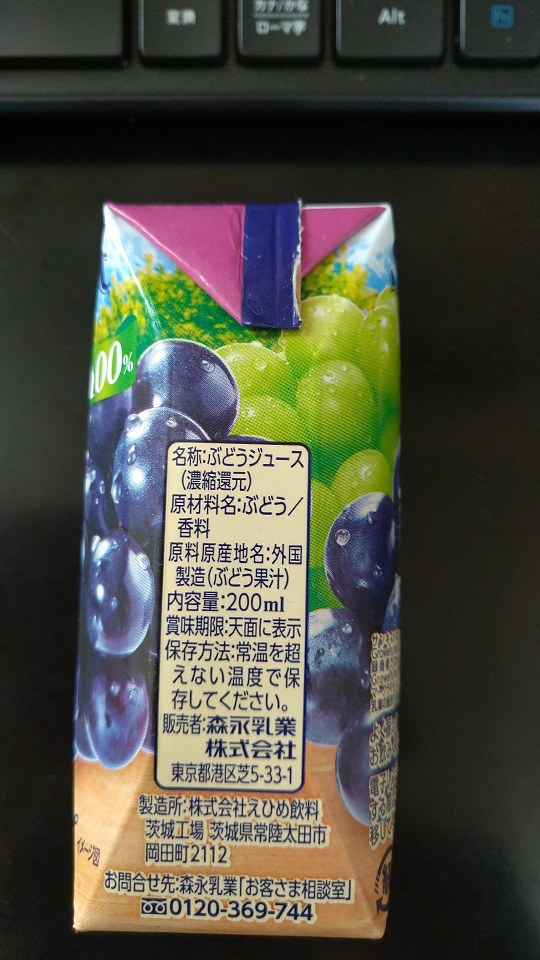 変換
カナ/かな
ローマ字
Alt
Fn
100%
名称:ぶどうジュース
(濃縮還元)
原材料名:ぶどう/
香料
原料原産地名:外国
製造(ぶどう果汁)
内容量:200ml
賞味期限:天面に表示
保存方法:常温を超
えない温度で保
存してください。
販売者:森永乳業
株式会社
東京都港区芝5-33-1
製造所:株式会社えひめ飲料
茨城工場 茨城県常陸太田市
岡田町2112
お問合せ先:森永乳業「お客さま相談室」
0120-369-744
イメージ図